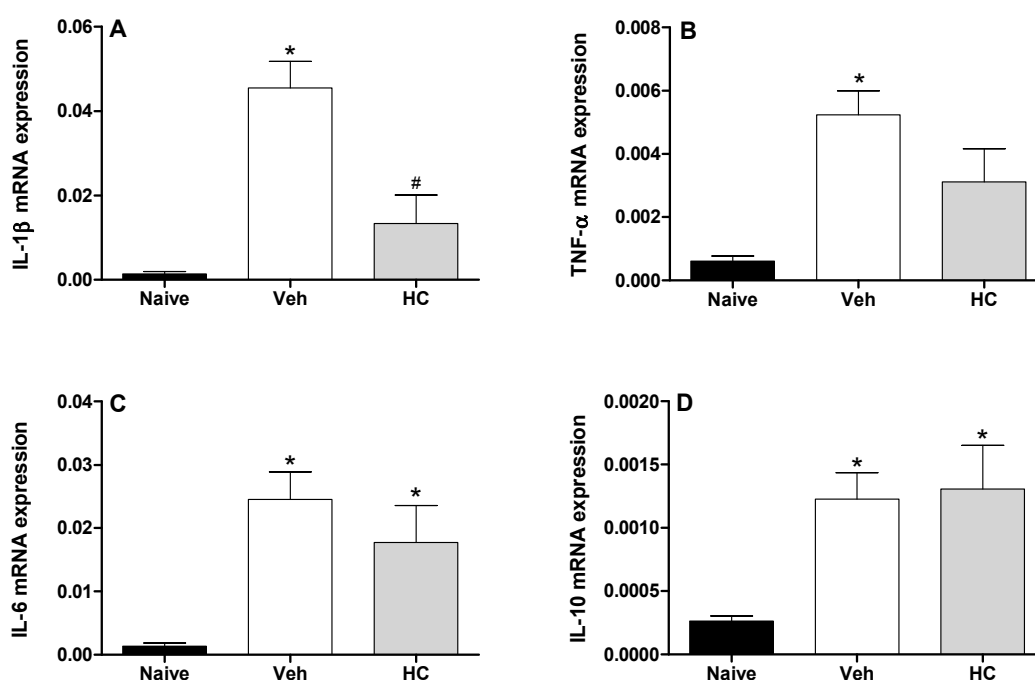 A
IL-1β mRNA expression
0.06
0.04
0.02
0.00
*
#
Naive Veh HC
B
TNF-α mRNA expression
0.008
0.006
0.004
0.002
0.000
*
Naive Veh HC
C
IL-6 mRNA expression
0.04
0.03
0.02
0.01
0.00
*
*
Naive Veh HC
D
IL-10 mRNA expression
0.0020
0.0015
0.0010
0.0005
0.0000
*
*
Naive Veh HC